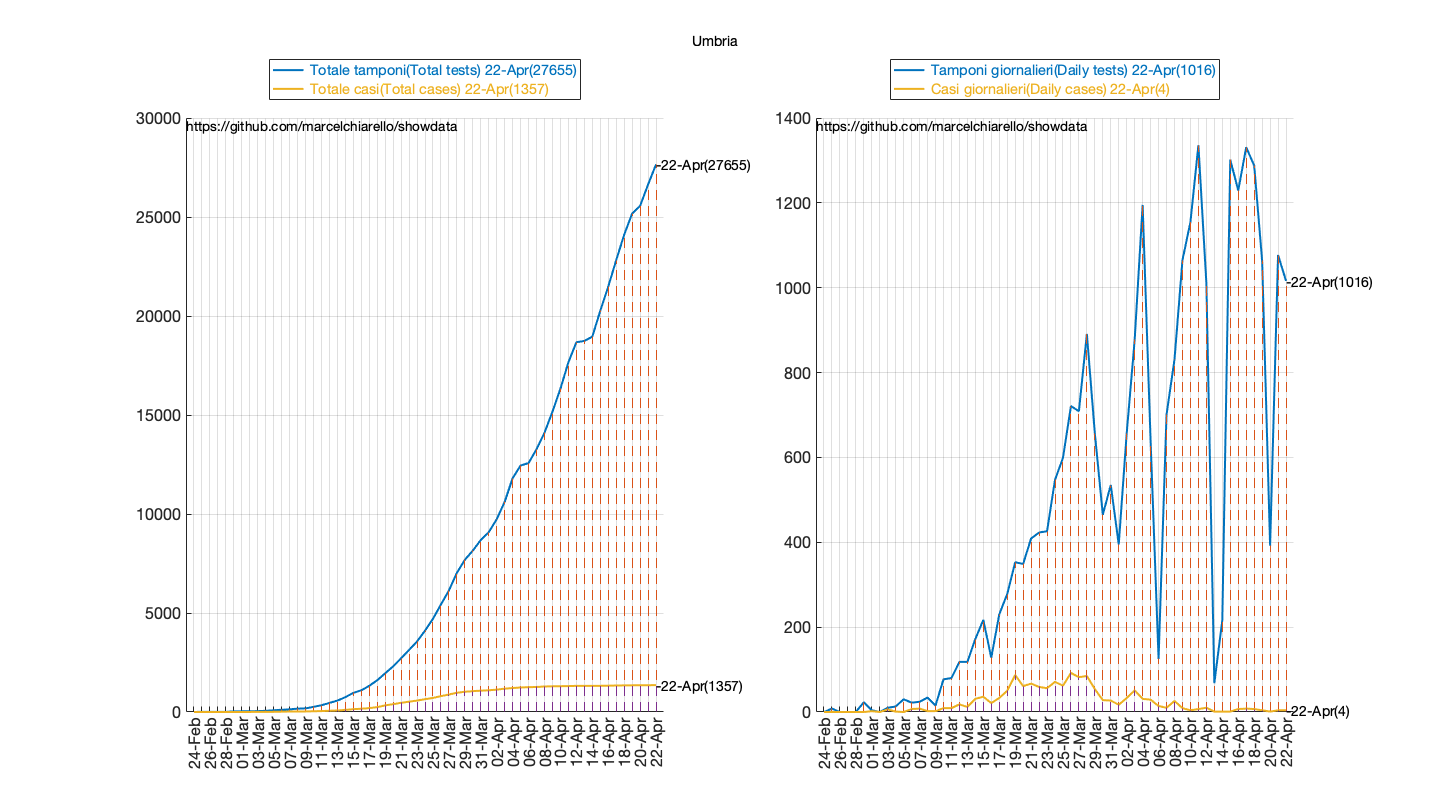 Umbria
Totale tamponi(Total tests) 22-Apr(27655)
Totale casi(Total cases) 22-Apr(1357)
30000
https://github.com/marcelchiarello/showdata
22-Apr(27655)
25000
20000
15000
10000
5000
22-Apr(1357)
0
24-Feb
26-Feb
28-Feb
01-Mar
03-Mar
05-Mar
07-Mar
09-Mar
11-Mar
13-Mar
15-Mar
17-Mar
19-Mar
21-Mar
23-Mar
25-Mar
27-Mar
29-Mar
31-Mar
02-Apr
04-Apr
06-Apr
08-Apr
10-Apr
12-Apr
14-Apr
16-Apr
18-Apr
20-Apr
22-Apr
Tamponi giornalieri(Daily tests) 22-Apr(1016)
Casi giornalieri(Daily cases) 22-Apr(4)
1400
https://github.com/marcelchiarello/showdata
1200
1000
22-Apr(1016)
800
600
400
200
0
22-Apr(4)
24-Feb
26-Feb
28-Feb
01-Mar
03-Mar
05-Mar
07-Mar
09-Mar
11-Mar
13-Mar
15-Mar
17-Mar
19-Mar
21-Mar
23-Mar
25-Mar
27-Mar
29-Mar
31-Mar
02-Apr
04-Apr
06-Apr
08-Apr
10-Apr
12-Apr
14-Apr
16-Apr
18-Apr
20-Apr
22-Apr